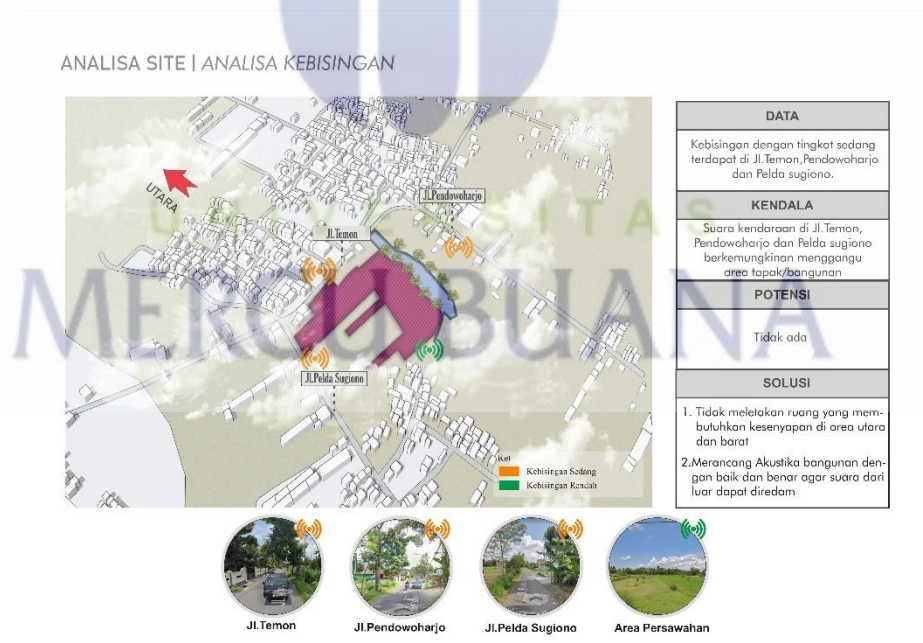 ANALISA SITE | ANALISA KEBISINGAN
UTARA
Jl.Pendowoharjo
Jl.Temon
Jl.Pelda Sugiono
Ket
Kebisingan Sedang
Kebisingan Rendah
UNIVERSITAS
MERCU BUANA
DATA
Kebisingan dengan tingkat sedang
terdapat di Jl.Temon,Pendowoharjo
dan Pelda sugiono.
KENDALA
Suara kendaraan di Jl.Temon,
Pendowoharjo dan Pelda sugiono
berkemungkinan menggangu
area tapak/bangunan
POTENSI
Tidak ada
SOLUSI
1. Tidak meletakan ruang yang mem-
butuhkan kesenyapan di area utara
dan barat
2.Merancang Akustika bangunan den-
gan baik dan benar agar suara dari
luar dapat diredam
Jl.Temon
Jl.Pendowoharjo
Jl.Pelda Sugiono
Area Persawahan